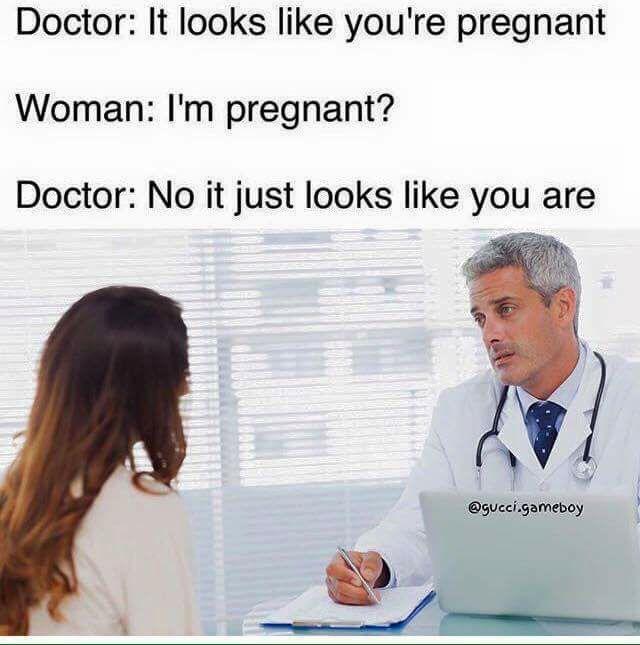 Doctor: It looks like you're pregnant
Woman: I'm pregnant?
Doctor: No it just looks like you are
@gucci.gameboy